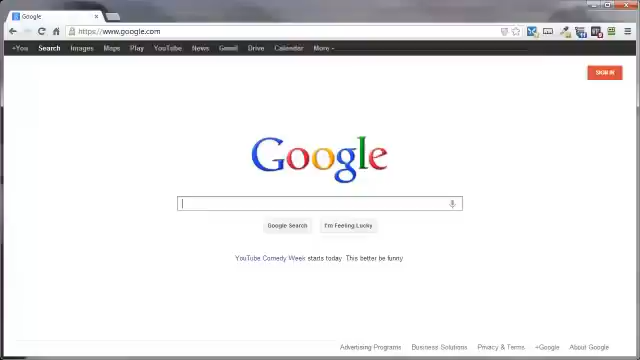 Google
https://www.google.com
+You Search Images Maps Play YouTube News Gmail Drive Calendar More
SIGN IN
Google
Google Search I'm Feeling Lucky
YouTube Comedy Week starts today. This better be funny
Advertising Programs Business Solutions Privacy & Terms +Google About Google